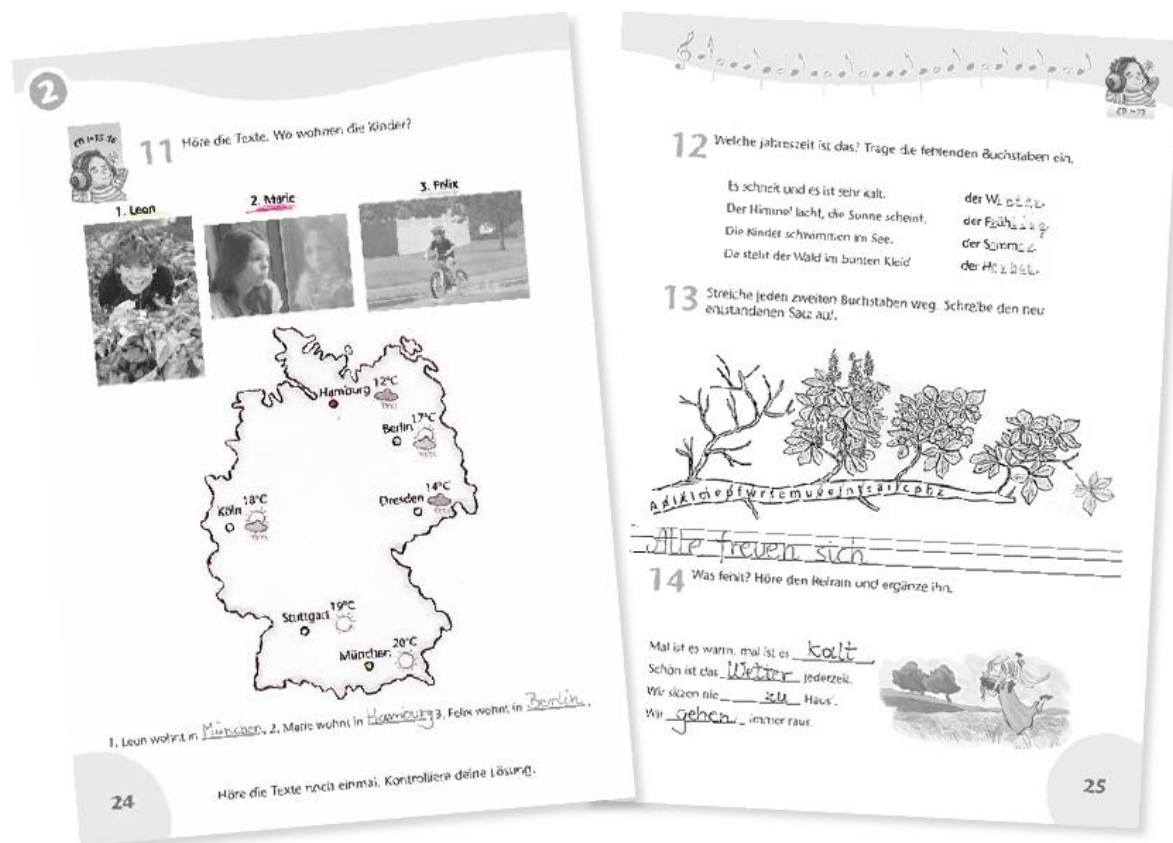 2
CD 1•
11 Höre die Texte. Wo wohnen die Kinder?
1. Leon
2. Marie
3. Felix
Hamburg 12°C
Berlin 17°C
Dresden 14°C
Köln 18°C
Stuttgart 19°C
München 20°C
1. Leon wohnt in München. 2. Marie wohnt in Hamburg 3. Felix wohnt in Berlin.
Höre die Texte noch einmal. Kontrolliere deine Lösung.
24
12 Welche Jahreszeit ist das? Trage die fehlenden Buchstaben ein.
Es schneit und es ist sehr kalt. der Winter.
Der Himmel lacht, die Sonne scheint. der Frühling.
Die Kinder schwimmen im See. der Sommer
Da steht der Wald im bunten Kleid der Herbst.
13 Streiche jeden zweiten Buchstaben weg. Schreibe den neu
entstandenen Satz auf.
Alle freuen sich
14 Was fehlt? Höre den Refrain und ergänze ihn.
Mal ist es warm, mal ist es kalt
Schön ist das Wetter jederzeit.
Wir sitzen nie zu Haus'.
Wir gehen immer raus.
25